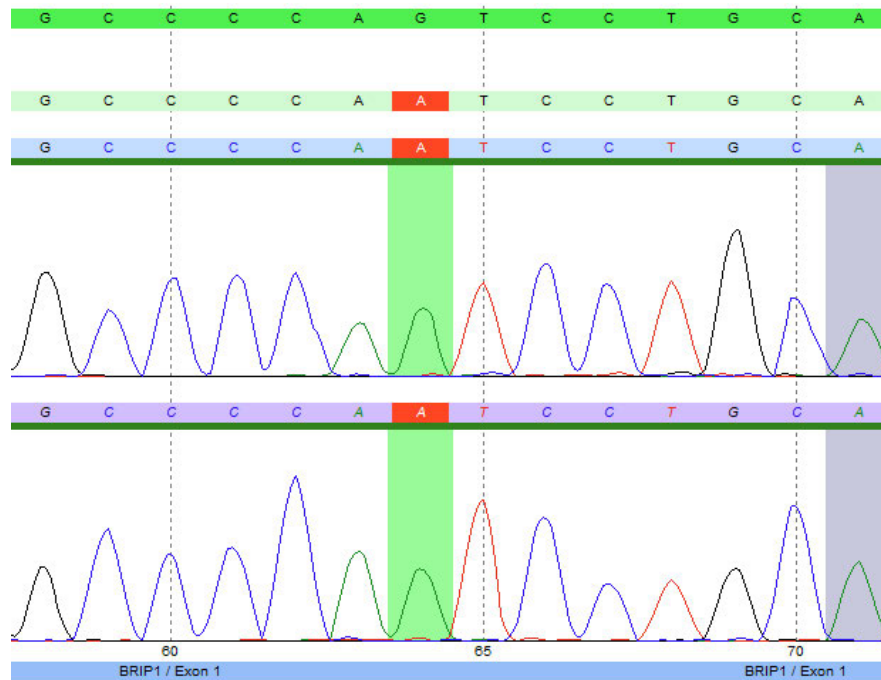 G C C C C A G T C C T G C A
G C C C C A A T C C T G C A
G C C C C A A T C C T G C A
G C C C C A A T C C T G C A
60 65 70
BRIP1 / Exon 1 BRIP1 / Exon 1